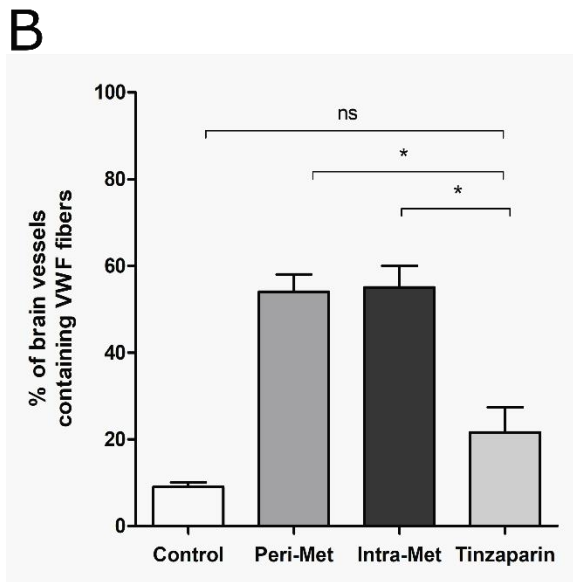 B
100
80
60
40
20
0
% of brain vessels
containing VWF fibers
ns
*
*
Control Peri-Met Intra-Met Tinzaparin